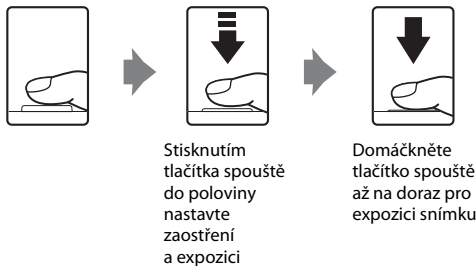 Stisknutím
tlačítka spouště
do poloviny
nastavte
zaostření
a expozici
Domáčkněte
tlačítko spouště
až na doraz pro
expozici snímku